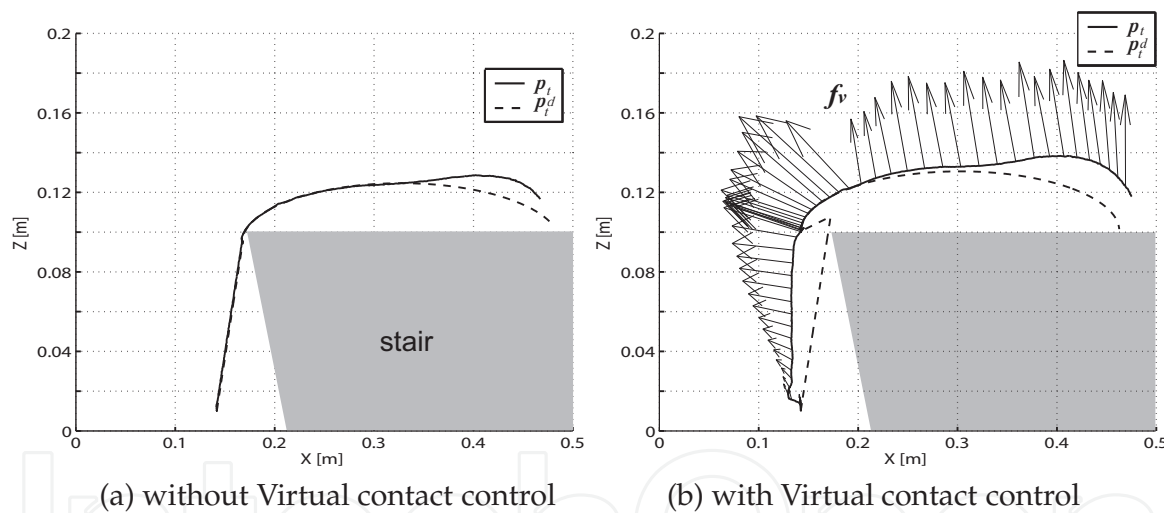 0.2
0.16
0.12
0.08
0.04
0
Z [m]
0 0.1 0.2 0.3 0.4 0.5
X [m]
p_t
p_t^d
stair
(a) without Virtual contact control
0.2
0.16
0.12
0.08
0.04
0
Z [m]
0 0.1 0.2 0.3 0.4 0.5
X [m]
p_t
p_t^d
f_v
(b) with Virtual contact control